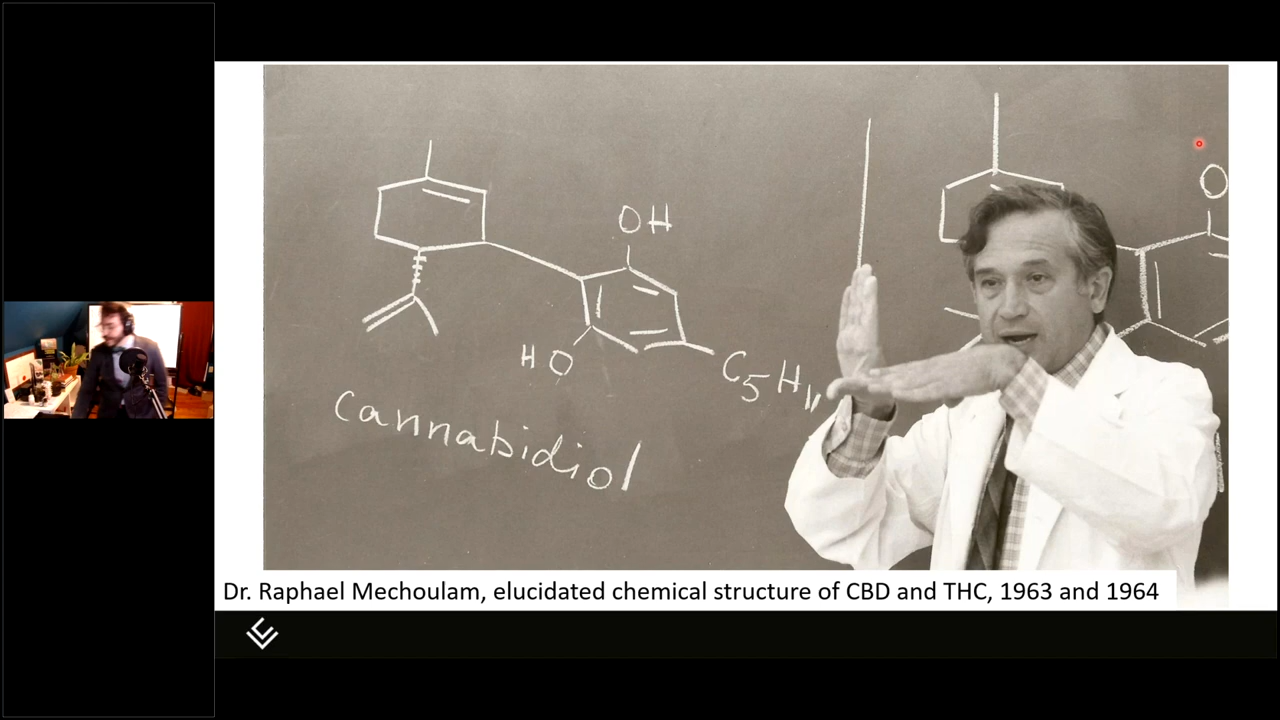 OH
O
HO
C5H11
cannabidiol
Dr. Raphael Mechoulam, elucidated chemical structure of CBD and THC, 1963 and 1964